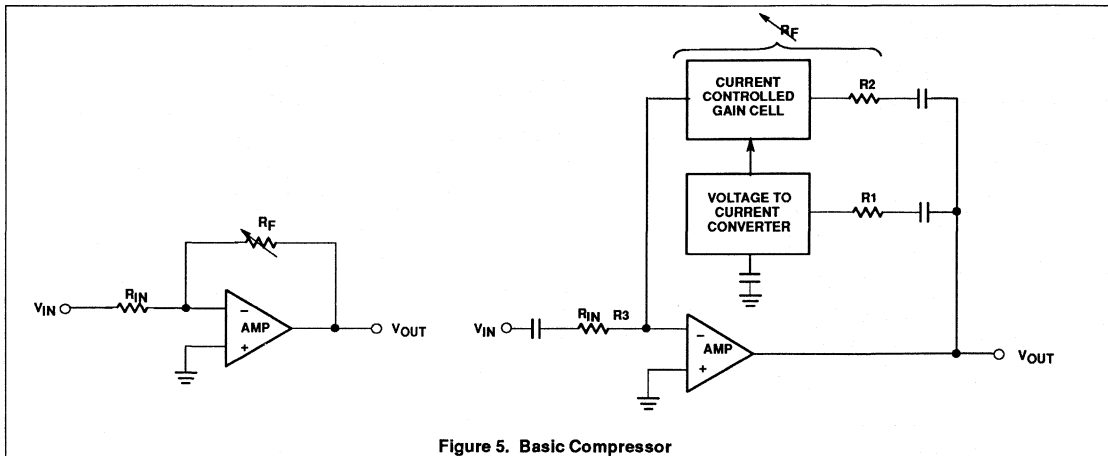 RF
CURRENT
CONTROLLED
GAIN CELL
R2
VOLTAGE TO
CURRENT
CONVERTER
R1
RF
RIN
VIN
−
AMP
+
VOUT
VIN
RIN R3
−
AMP
+
VOUT
Figure 5. Basic Compressor